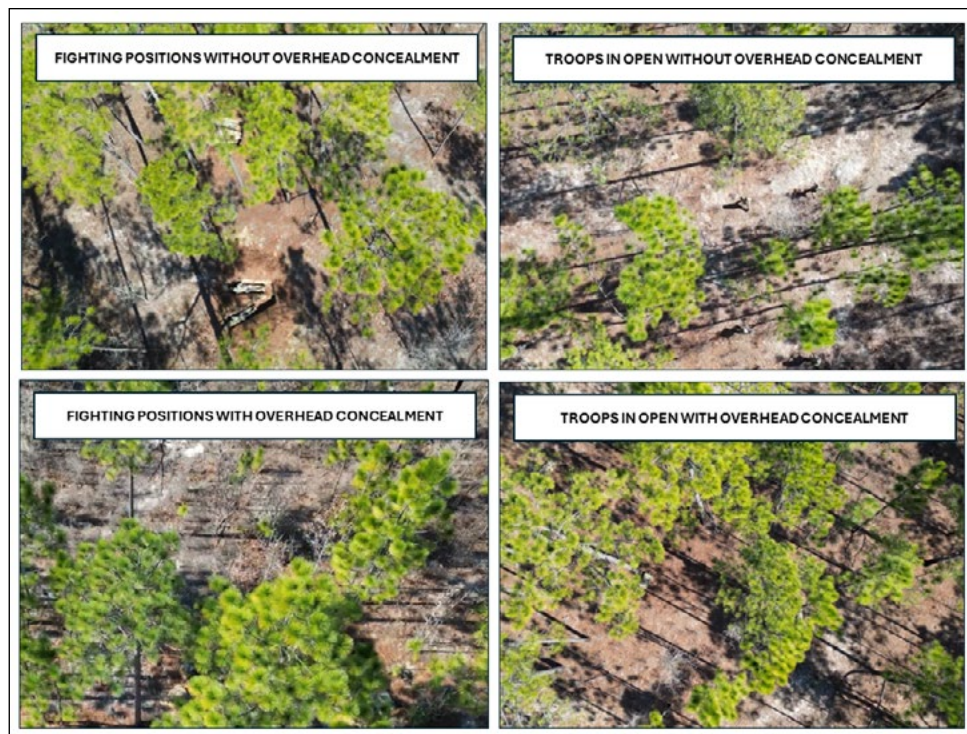 FIGHTING POSITIONS WITHOUT OVERHEAD CONCEALMENT
TROOPS IN OPEN WITHOUT OVERHEAD CONCEALMENT
FIGHTING POSITIONS WITH OVERHEAD CONCEALMENT
TROOPS IN OPEN WITH OVERHEAD CONCEALMENT